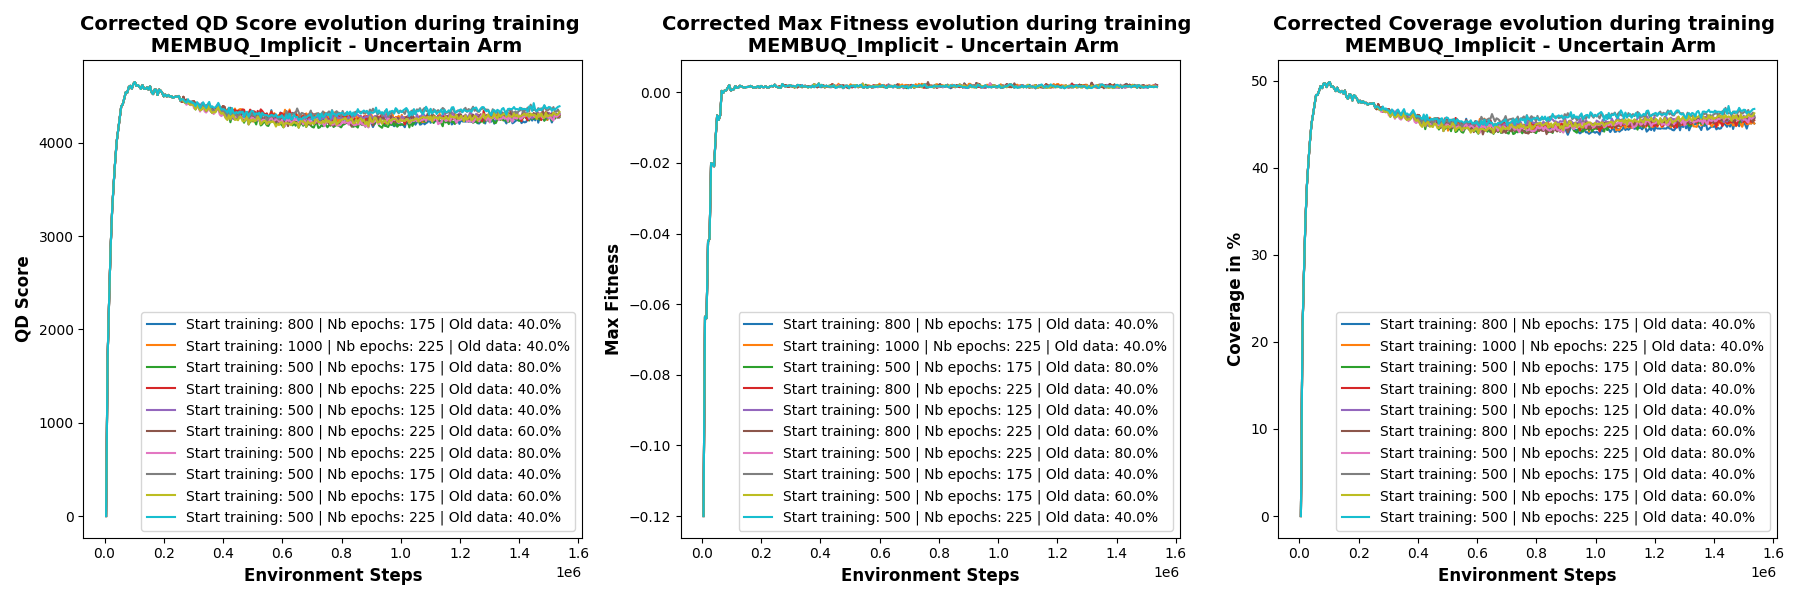 Corrected QD Score evolution during training
MEMBUQ_Implicit - Uncertain Arm
QD Score
4000
3000
2000
1000
0
Start training: 800 | Nb epochs: 175 | Old data: 40.0%
Start training: 1000 | Nb epochs: 225 | Old data: 40.0%
Start training: 500 | Nb epochs: 175 | Old data: 80.0%
Start training: 800 | Nb epochs: 225 | Old data: 40.0%
Start training: 500 | Nb epochs: 125 | Old data: 40.0%
Start training: 800 | Nb epochs: 225 | Old data: 60.0%
Start training: 500 | Nb epochs: 225 | Old data: 80.0%
Start training: 500 | Nb epochs: 175 | Old data: 40.0%
Start training: 500 | Nb epochs: 175 | Old data: 60.0%
Start training: 500 | Nb epochs: 225 | Old data: 40.0%
0.0 0.2 0.4 0.6 0.8 1.0 1.2 1.4 1.6
1e6
Environment Steps
Corrected Max Fitness evolution during training
MEMBUQ_Implicit - Uncertain Arm
Max Fitness
0.00
−0.02
−0.04
−0.06
−0.08
−0.10
−0.12
Start training: 800 | Nb epochs: 175 | Old data: 40.0%
Start training: 1000 | Nb epochs: 225 | Old data: 40.0%
Start training: 500 | Nb epochs: 175 | Old data: 80.0%
Start training: 800 | Nb epochs: 225 | Old data: 40.0%
Start training: 500 | Nb epochs: 125 | Old data: 40.0%
Start training: 800 | Nb epochs: 225 | Old data: 60.0%
Start training: 500 | Nb epochs: 225 | Old data: 80.0%
Start training: 500 | Nb epochs: 175 | Old data: 40.0%
Start training: 500 | Nb epochs: 175 | Old data: 60.0%
Start training: 500 | Nb epochs: 225 | Old data: 40.0%
0.0 0.2 0.4 0.6 0.8 1.0 1.2 1.4 1.6
1e6
Environment Steps
Corrected Coverage evolution during training
MEMBUQ_Implicit - Uncertain Arm
Coverage in %
50
40
30
20
10
0
Start training: 800 | Nb epochs: 175 | Old data: 40.0%
Start training: 1000 | Nb epochs: 225 | Old data: 40.0%
Start training: 500 | Nb epochs: 175 | Old data: 80.0%
Start training: 800 | Nb epochs: 225 | Old data: 40.0%
Start training: 500 | Nb epochs: 125 | Old data: 40.0%
Start training: 800 | Nb epochs: 225 | Old data: 60.0%
Start training: 500 | Nb epochs: 225 | Old data: 80.0%
Start training: 500 | Nb epochs: 175 | Old data: 40.0%
Start training: 500 | Nb epochs: 175 | Old data: 60.0%
Start training: 500 | Nb epochs: 225 | Old data: 40.0%
0.0 0.2 0.4 0.6 0.8 1.0 1.2 1.4 1.6
1e6
Environment Steps